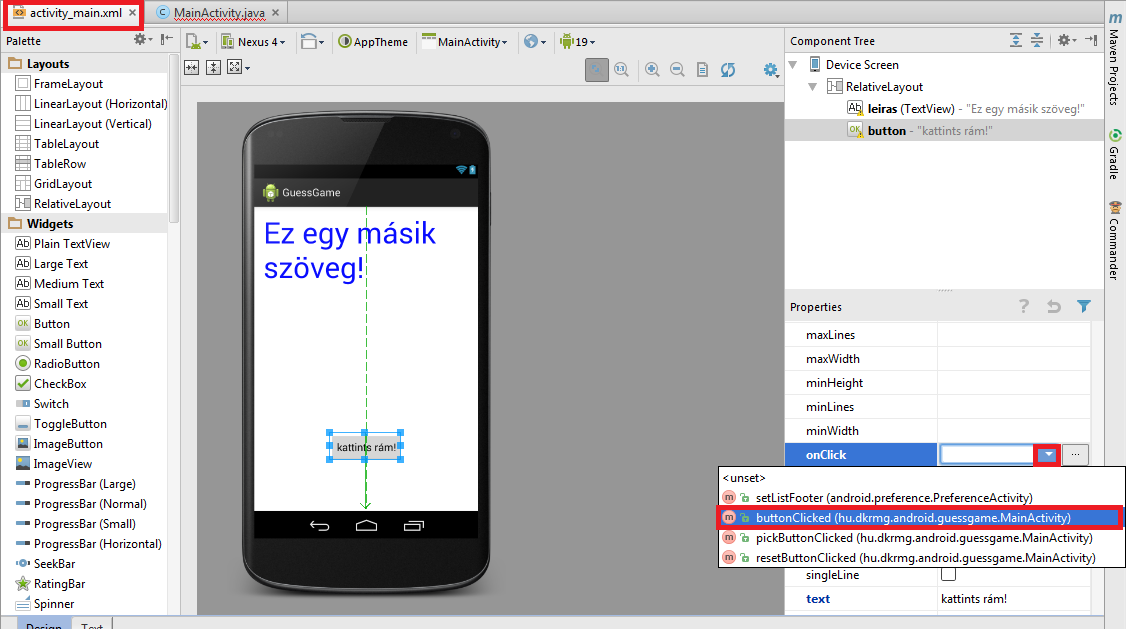 activity_main.xml
MainActivity.java
Palette
Nexus 4
AppTheme
MainActivity
19
Component Tree
Layouts
FrameLayout
LinearLayout (Horizontal)
LinearLayout (Vertical)
TableLayout
TableRow
GridLayout
RelativeLayout
Widgets
Plain TextView
Large Text
Medium Text
Small Text
Button
Small Button
RadioButton
CheckBox
Switch
ToggleButton
ImageButton
ImageView
ProgressBar (Large)
ProgressBar (Normal)
ProgressBar (Small)
ProgressBar (Horizontal)
SeekBar
RatingBar
Spinner
Design
Text
1:1
GuessGame
Ez egy másik
szöveg!
kattints rám!
Device Screen
RelativeLayout
Ab leiras (TextView) - "Ez egy másik szöveg!"
OK button - "kattints rám!"
Properties
?
maxLines
maxWidth
minHeight
minLines
minWidth
onClick
...
<unset>
m setListFooter (android.preference.PreferenceActivity)
m buttonClicked (hu.dkrmg.android.guessgame.MainActivity)
m pickButtonClicked (hu.dkrmg.android.guessgame.MainActivity)
m resetButtonClicked (hu.dkrmg.android.guessgame.MainActivity)
singleLine
text kattints rám!
m
Maven Projects
Gradle
Commander